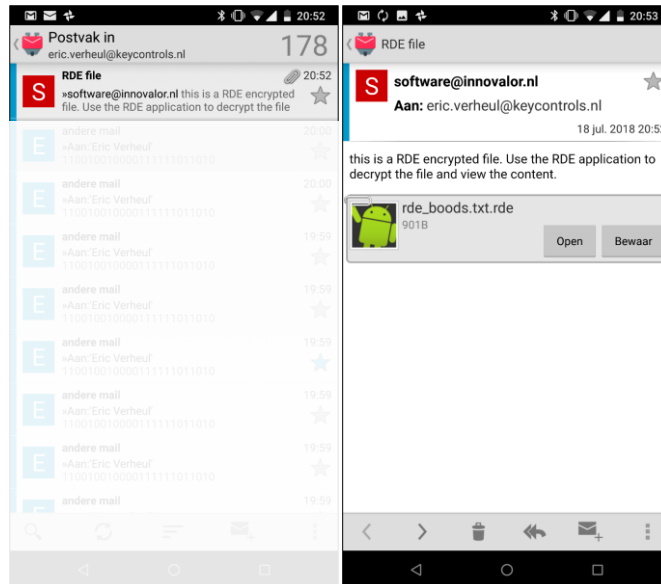 20:52
Postvak in
eric.verheul@keycontrols.nl
178
RDE file
20:52
S
»software@innovalor.nl this is a RDE encrypted
file. Use the RDE application to decrypt the file
andere mail
20:00
E
»Aan:'Eric Verheul'
11001001000011111011010
andere mail
20:00
E
»Aan:'Eric Verheul'
11001001000011111011010
andere mail
19:59
E
»Aan:'Eric Verheul'
11001001000011111011010
andere mail
19:59
E
»Aan:'Eric Verheul'
11001001000011111011010
andere mail
19:59
E
»Aan:'Eric Verheul'
11001001000011111011010
andere mail
19:59
E
»Aan:'Eric Verheul'
11001001000011111011010
andere mail
19:59
E
»Aan:'Eric Verheul'
11001001000011111011010
andere mail
19:59
20:53
RDE file
S
software@innovalor.nl
Aan: eric.verheul@keycontrols.nl
18 jul. 2018 20:52
this is a RDE encrypted file. Use the RDE application to
decrypt the file and view the content.
rde_boods.txt.rde
901B
Open
Bewaar